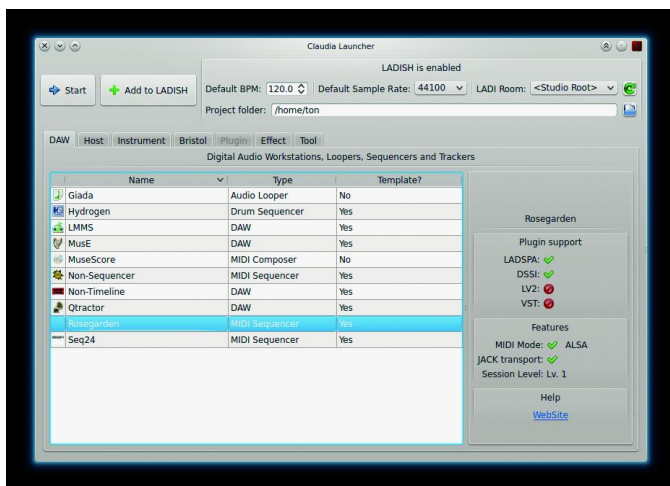 Claudia Launcher
LADISH is enabled
Start
Add to LADISH
Default BPM: 120.0
Default Sample Rate: 44100
LADI Room: <Studio Root>
Project folder: /home/ton
DAW Host Instrument Bristol Plugin Effect Tool
Digital Audio Workstations, Loopers, Sequencers and Trackers
Name Type Template?
Giada Audio Looper No
Hydrogen Drum Sequencer Yes
LMMS DAW Yes
MusE DAW Yes
MuseScore MIDI Composer No
Non-Sequencer MIDI Sequencer Yes
Non-Timeline DAW Yes
Qtractor DAW Yes
Rosegarden MIDI Sequencer Yes
Seq24 MIDI Sequencer Yes
Rosegarden
Plugin support
LADSPA:
DSSI:
LV2:
VST:
Features
MIDI Mode: ALSA
JACK transport:
Session Level: Lv. 1
Help
WebSite